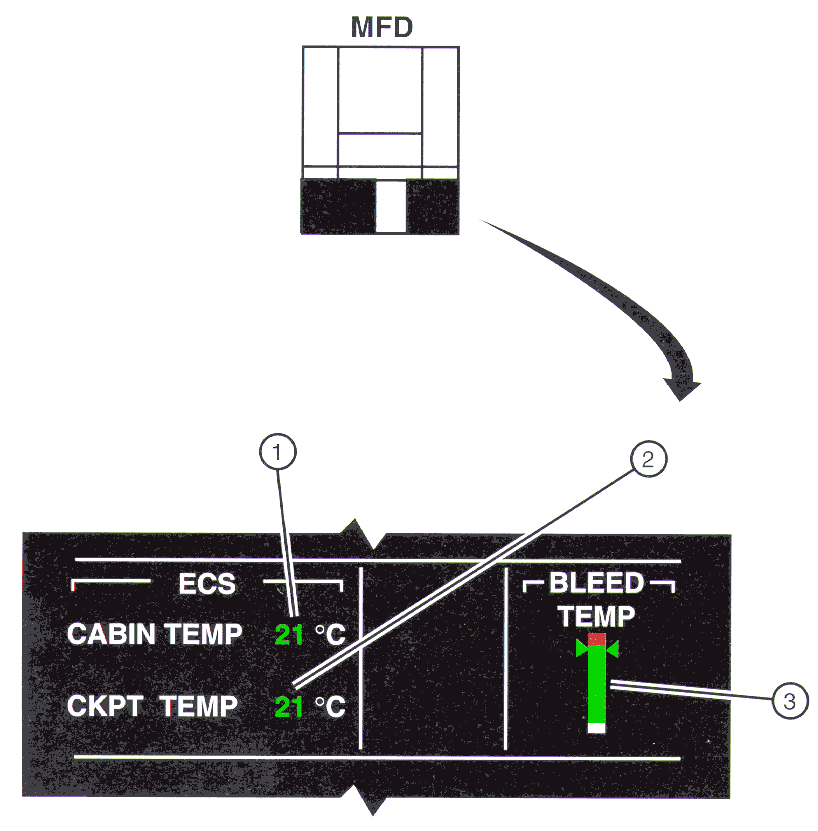 MFD
1
2
ECS
BLEED
TEMP
CABIN TEMP 21 °C
CKPT TEMP 21 °C
3